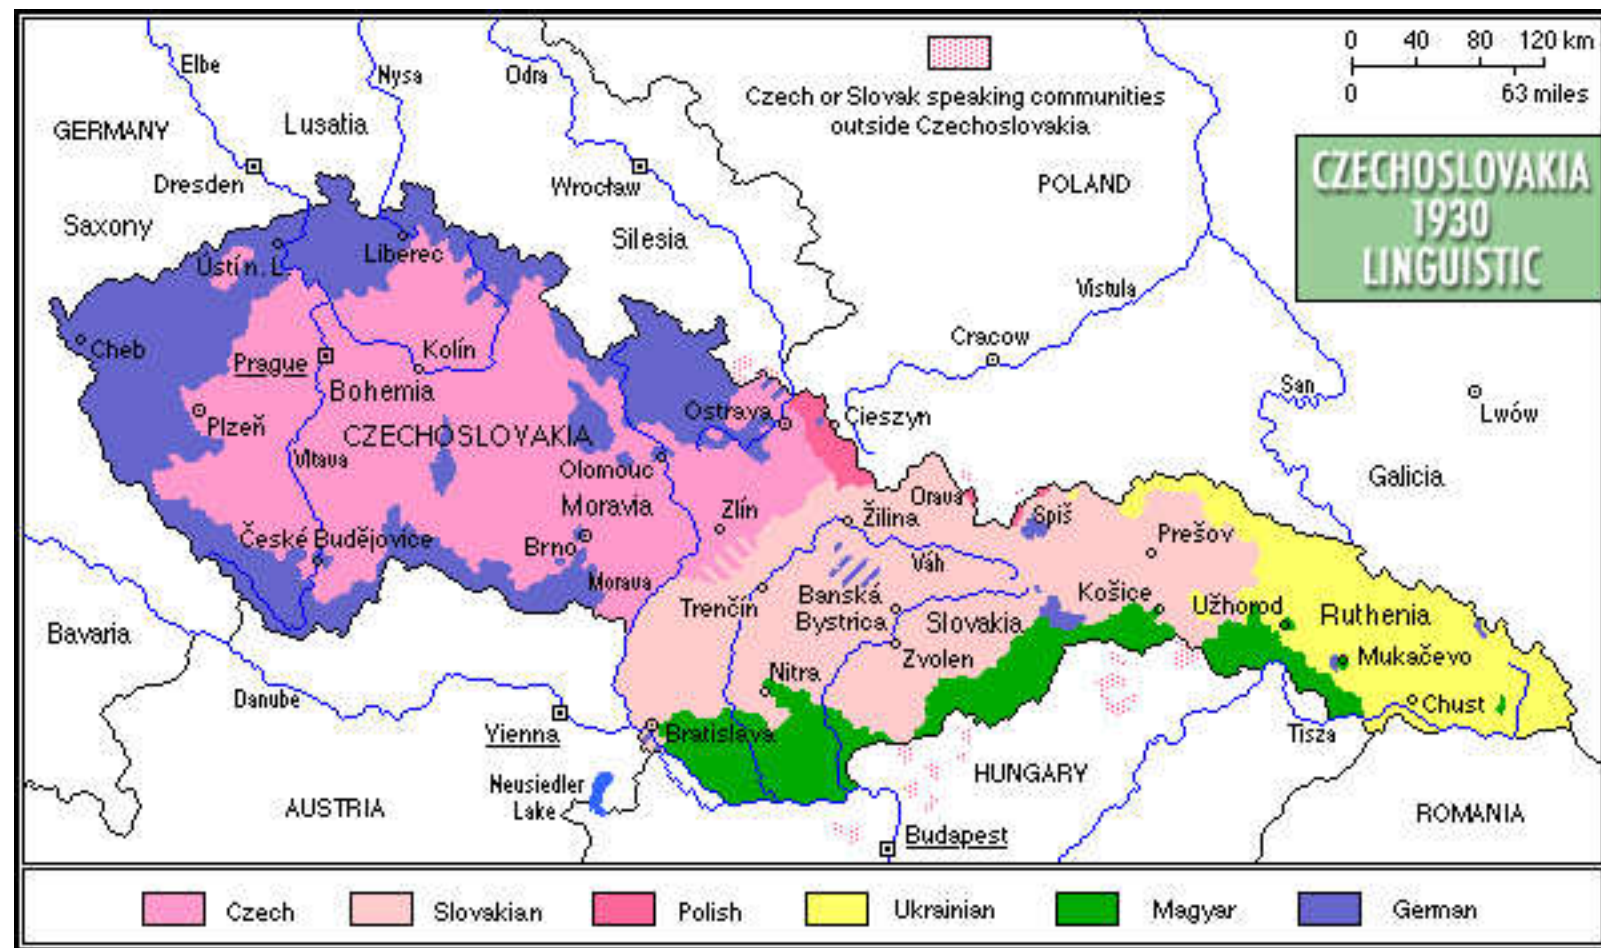 Elbe
Nysa
Odra
Czech or Slovak speaking communities
outside Czechoslovakia
0 40 80 120 km
0 63 miles
GERMANY
Lusatia
Dresden
Wrocław
POLAND
CZECHOSLOVAKIA
1930
LINGUISTIC
Saxony
Silesia
Ústí n. L.
Liberec
Vistula
Cheb
Prague
Kolín
Cracow
Bohemia
San
Plzeň
Ostrava
Cieszyn
Lwów
CZECHOSLOVAKIA
Vltava
Olomouc
Galicia
Moravia
Zlín
Orava
Žilina
Spiš
Prešov
České Budějovice
Brno
Váh
Morava
Trenčín
Banská
Bystrica
Slovakia
Košice
Užhorod
Ruthenia
Bavaria
Zvolen
Mukačevo
Nitra
Danube
Chust
Vienna
Bratislava
Tisza
Neusiedler
Lake
HUNGARY
AUSTRIA
ROMANIA
Budapest
Czech
Slovakian
Polish
Ukrainian
Magyar
German